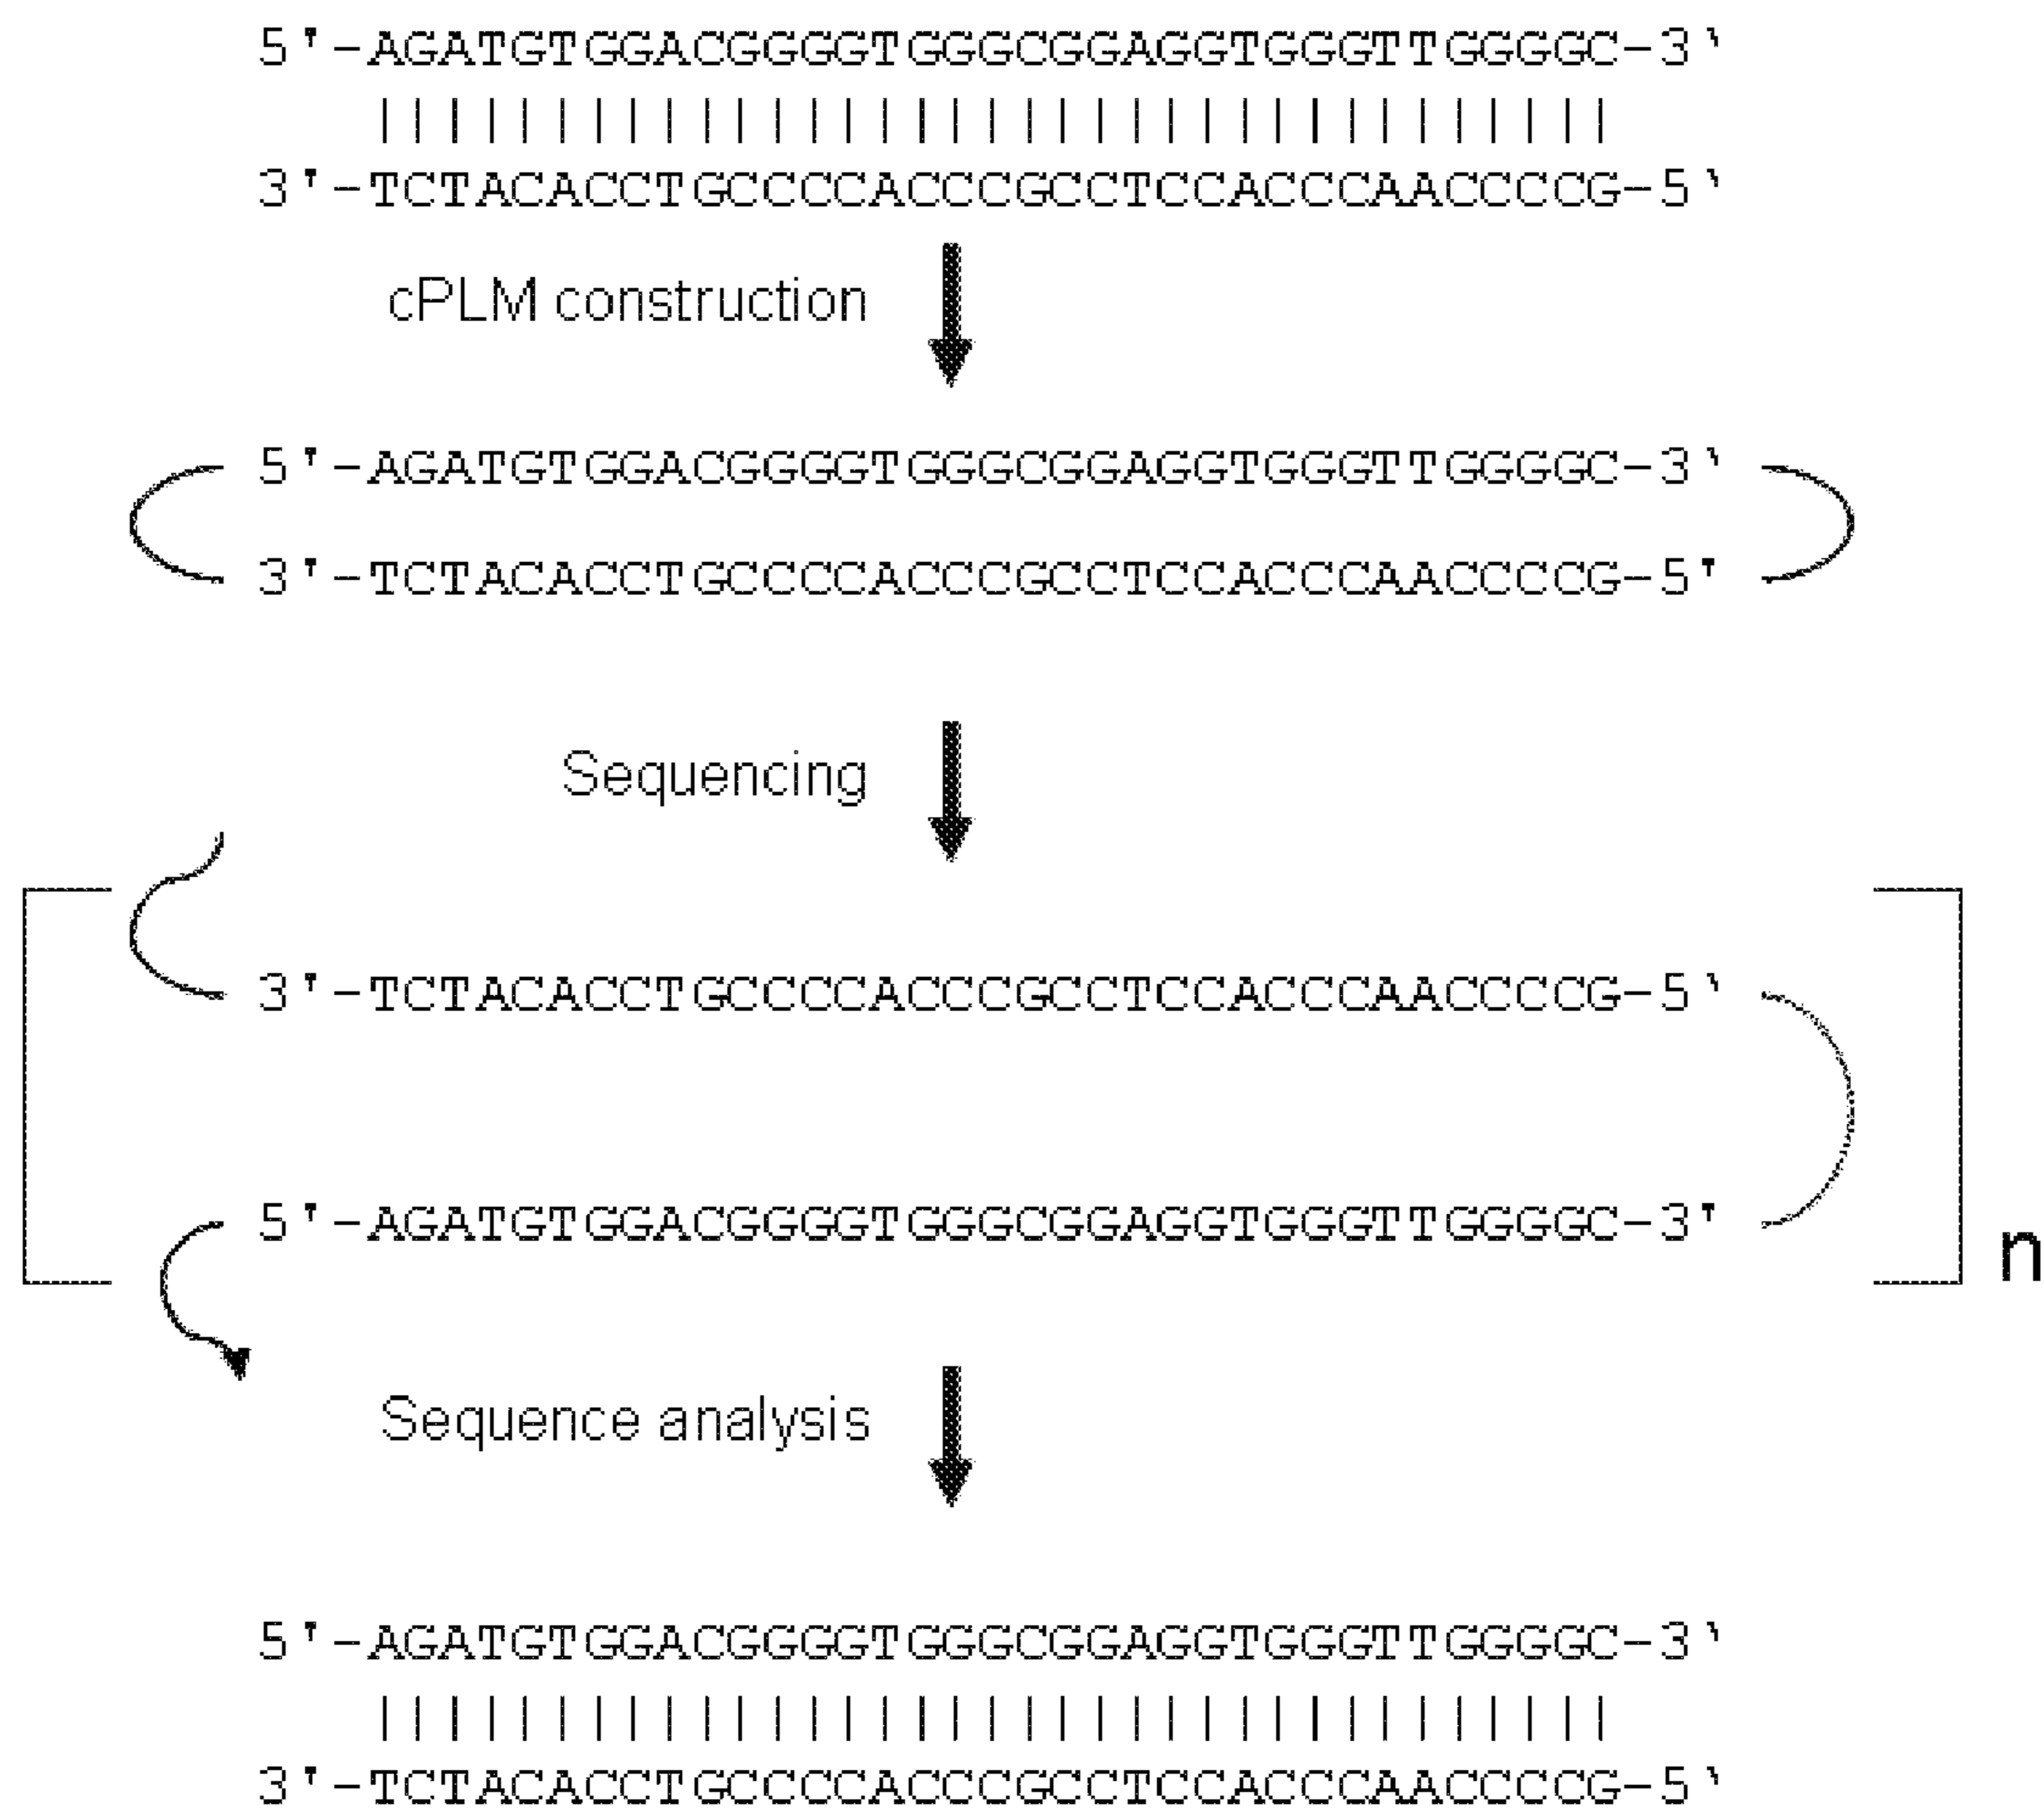 5'-AGATGTGGACGGGGTGGGCGGAGGTGGGTTGGGGC-3'
3'-TCTACACCTGCCCCACCCGCCTCCACCCAACCCCG-5'
cPLM construction
5'-AGATGTGGACGGGGTGGGCGGAGGTGGGTTGGGGC-3'
3'-TCTACACCTGCCCCACCCGCCTCCACCCAACCCCG-5'
Sequencing
3'-TCTACACCTGCCCCACCCGCCTCCACCCAACCCCG-5'
5'-AGATGTGGACGGGGTGGGCGGAGGTGGGTTGGGGC-3'
n
Sequence analysis
5'-AGATGTGGACGGGGTGGGCGGAGGTGGGTTGGGGC-3'
3'-TCTACACCTGCCCCACCCGCCTCCACCCAACCCCG-5'